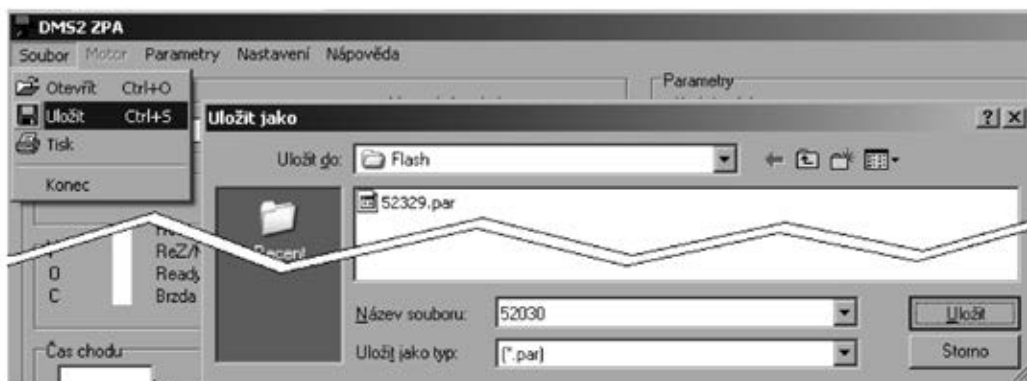 DMS2 ZPA
Soubor Motor Parametry Nastavení Nápověda
Otevřít Ctrl+O
Uložit Ctrl+S
Tisk
Konec
Parametry
Uložit jako
Uložit do: Flash
52329.par
Recent
ReZ/
O Ready
C Brzda
Název souboru: 52030 Uložit
Uložit jako typ: (*.par) Storno
Čas chodu